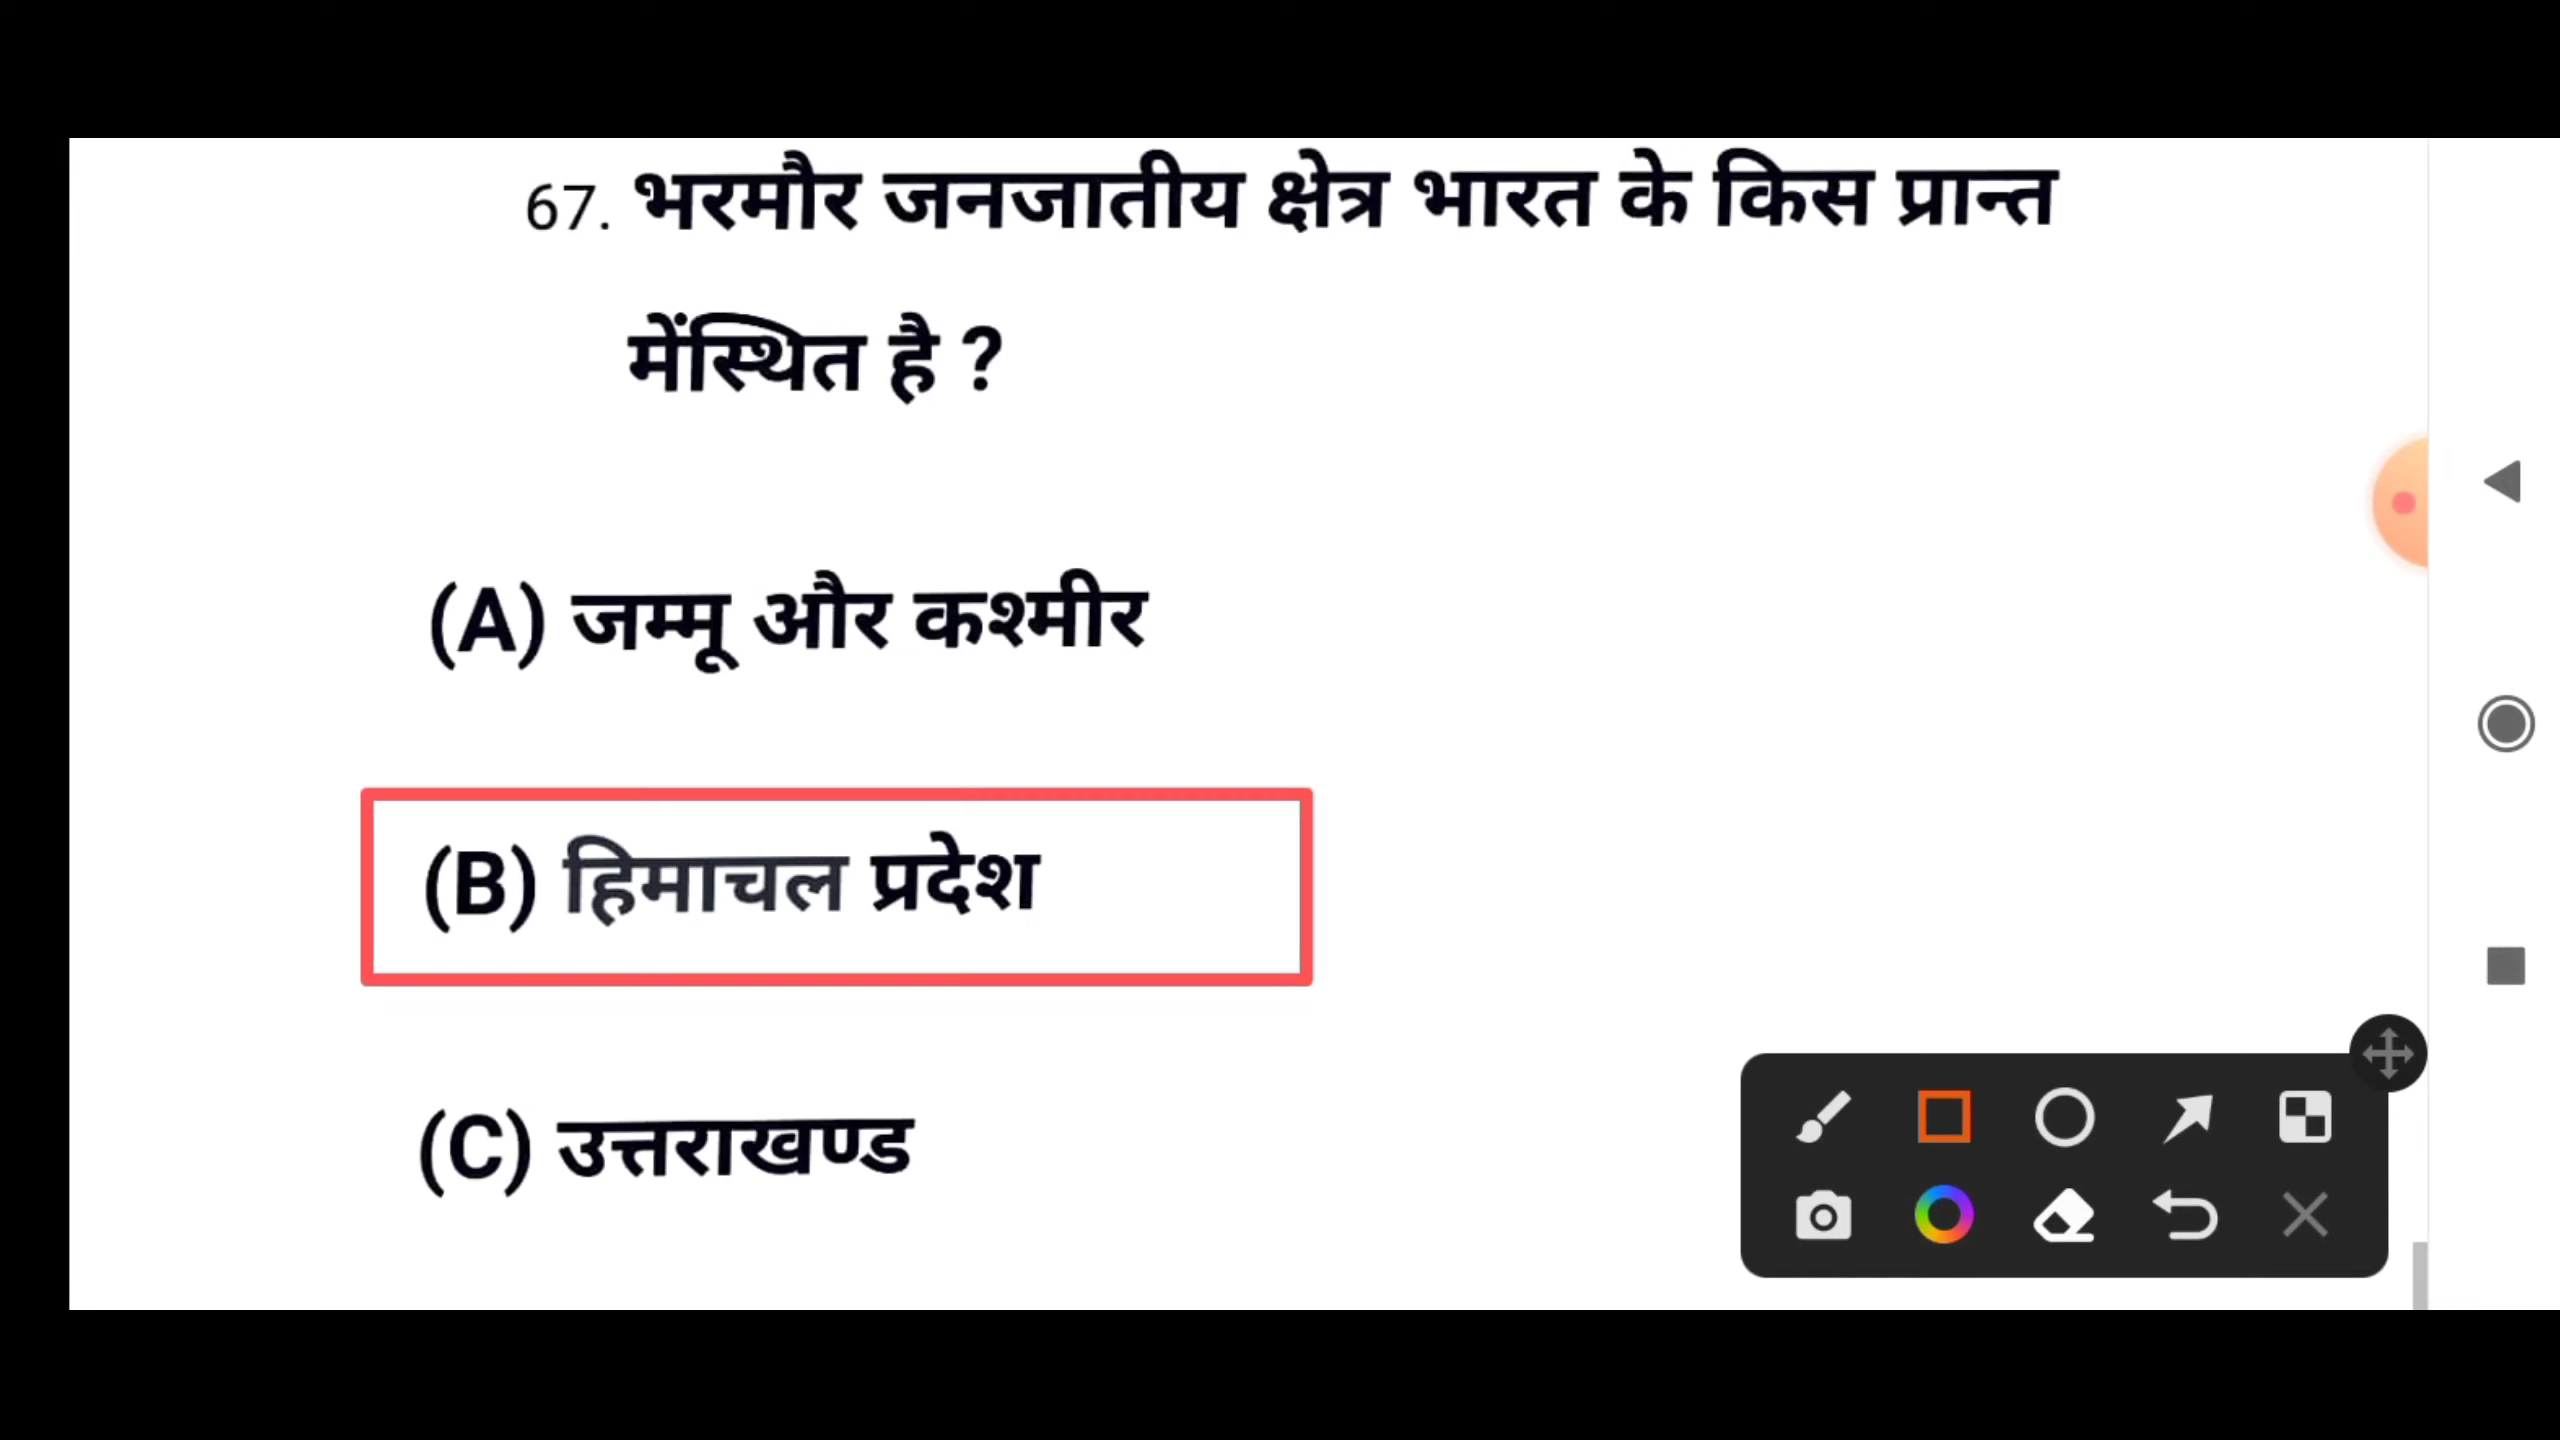 67. भरमौर जनजातीय क्षेत्र भारत के किस प्रान्त
मेंस्थित है ?
(A) जम्मू और कश्मीर
(B) हिमाचल प्रदेश
(C) उत्तराखण्ड